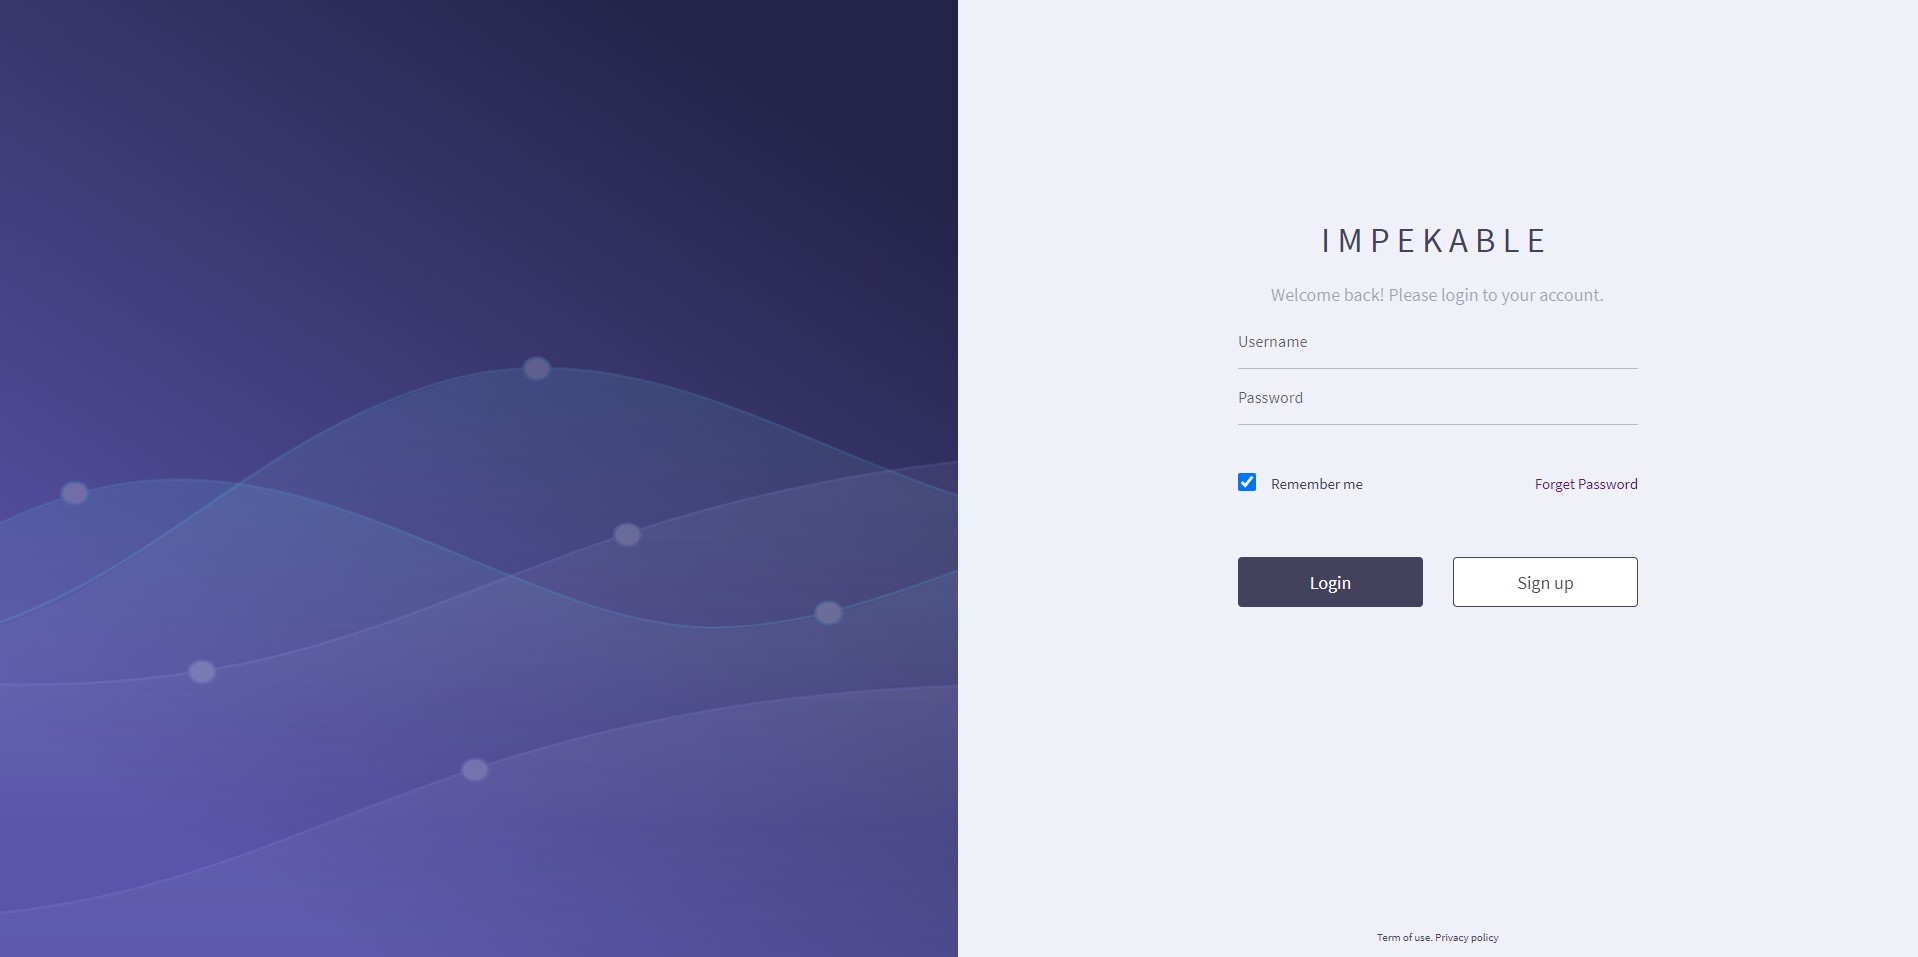 IMPEKABLE
Welcome back! Please login to your account.
Username
Password
Remember me
Forget Password
Login
Sign up
Term of use. Privacy policy